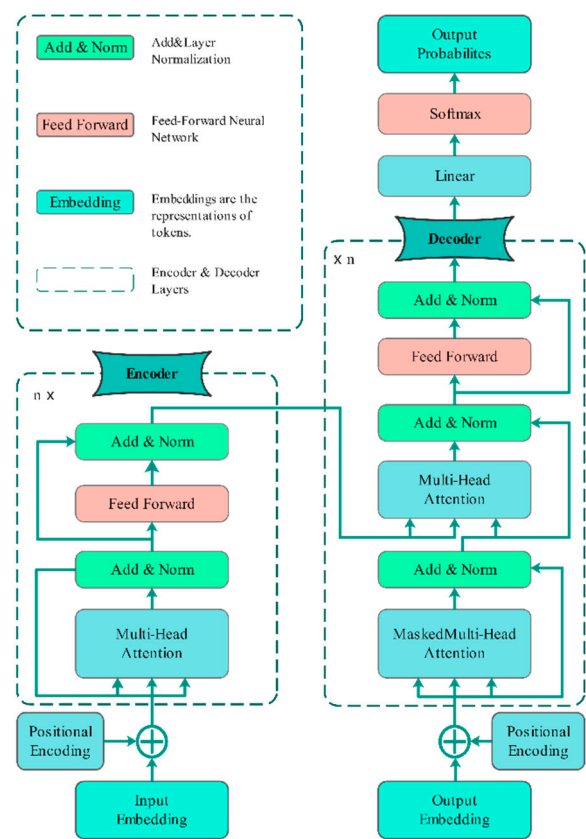 Add & Norm
Add&Layer
Normalization
Feed Forward
Feed-Forward Neural
Network
Embedding
Embeddings are the
representations of
tokens.
Encoder & Decoder
Layers
Encoder
n x
Add & Norm
Feed Forward
Add & Norm
Multi-Head
Attention
Positional
Encoding
Input
Embedding
Output
Probabilites
Softmax
Linear
Decoder
x n
Add & Norm
Feed Forward
Add & Norm
Multi-Head
Attention
Add & Norm
MaskedMulti-Head
Attention
Positional
Encoding
Output
Embedding